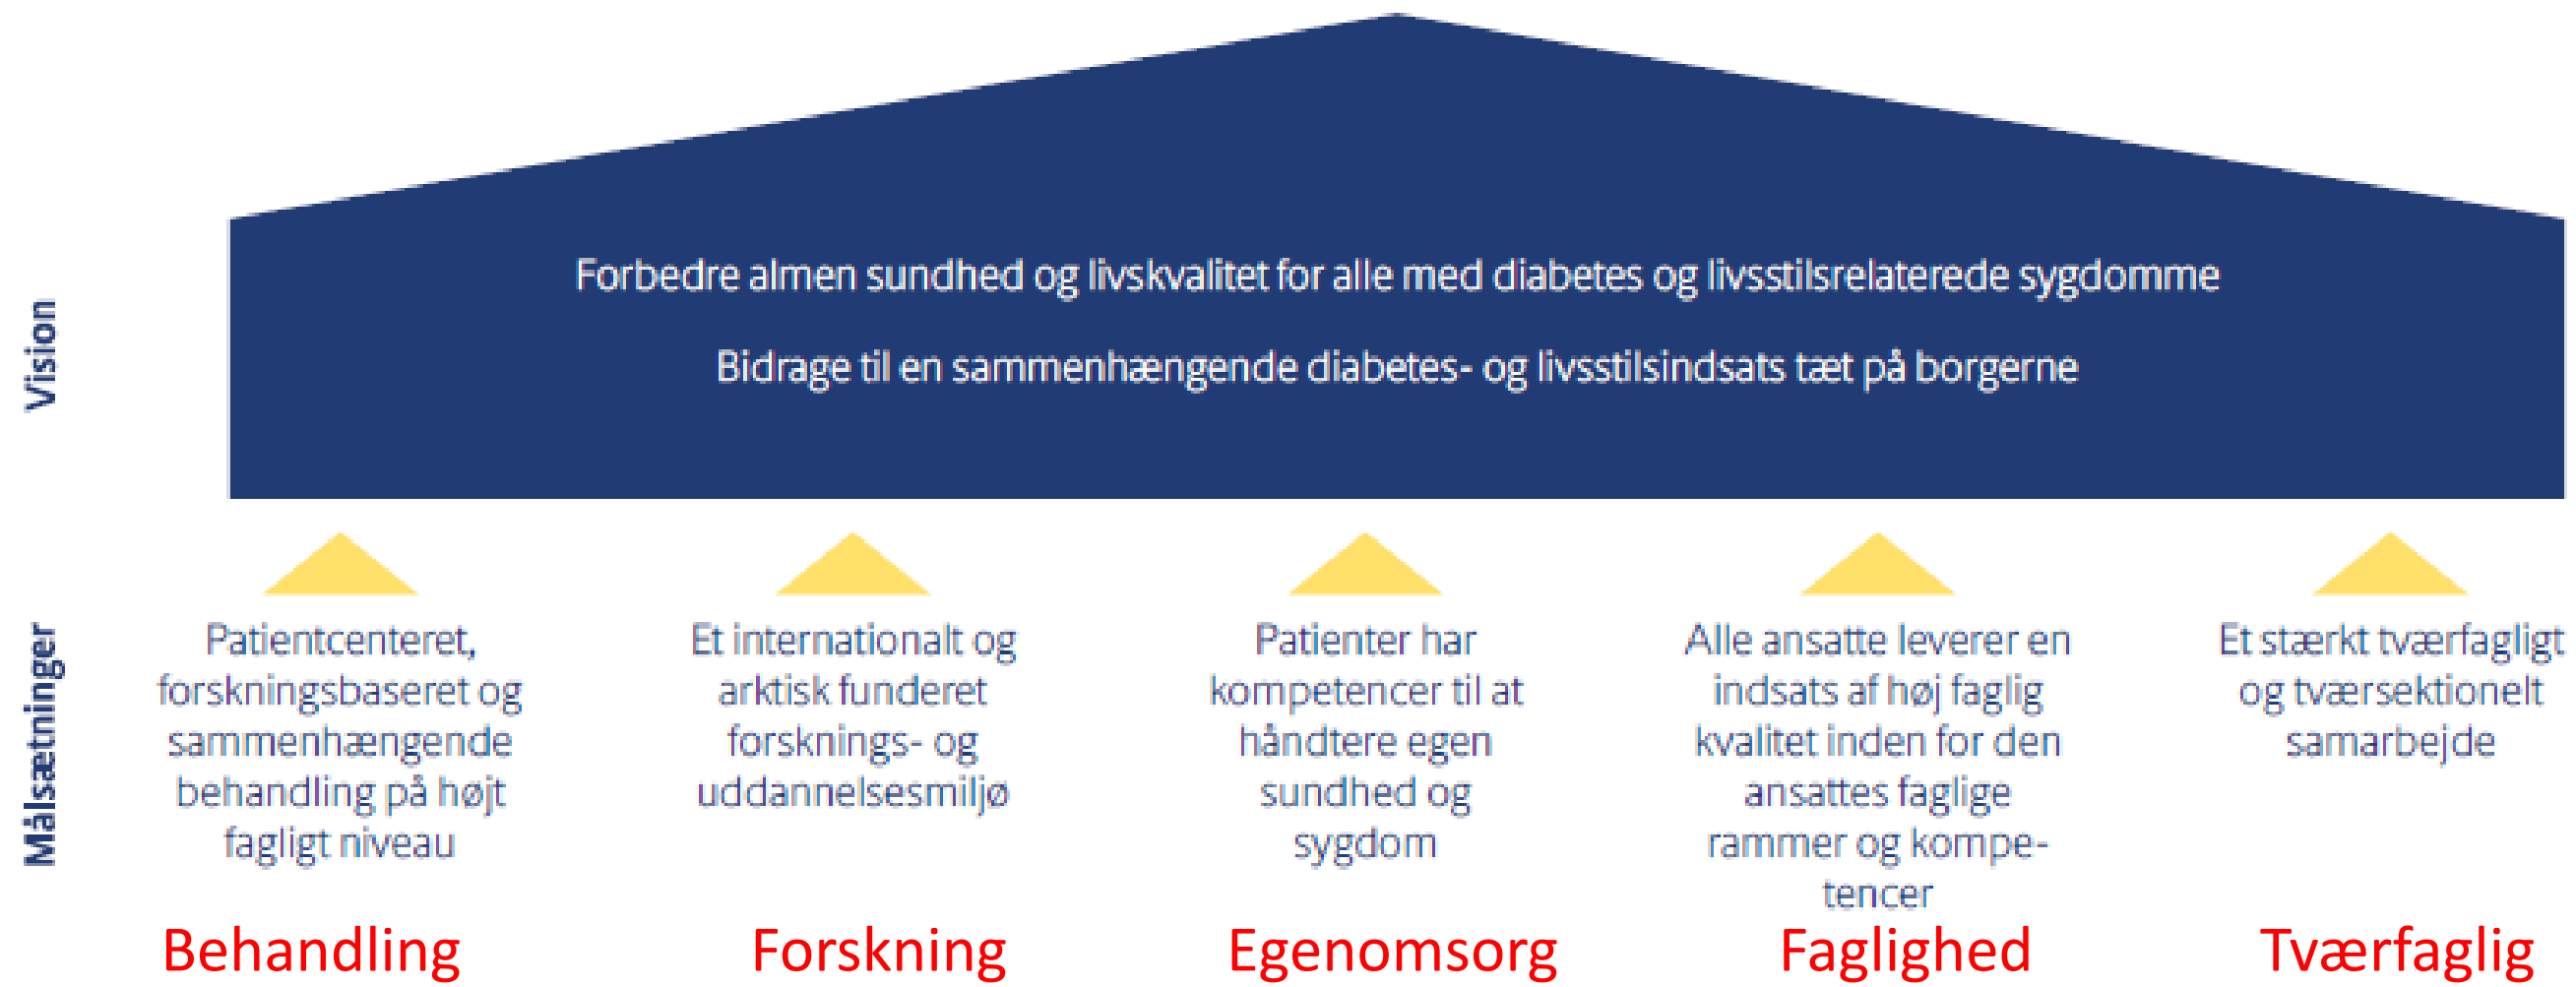 Vision
Forbedre almen sundhed og livskvalitet for alle med diabetes og livsstilsrelaterede sygdomme
Bidrage til en sammenhængende diabetes- og livsstilsindsats tæt på borgerne
Målsætninger
Patientcenteret,
forskningsbaseret og
sammenhængende
behandling på højt
fagligt niveau
Behandling
Et internationalt og
arktisk funderet
forsknings- og
uddannelsesmiljø
Forskning
Patienter har
kompetencer til at
håndtere egen
sundhed og
sygdom
Egenomsorg
Alle ansatte leverer en
indsats af høj faglig
kvalitet inden for den
ansattes faglige
rammer og kompe-
tencer
Faglighed
Et stærkt tværfagligt
og tværsektionelt
samarbejde
Tværfaglig